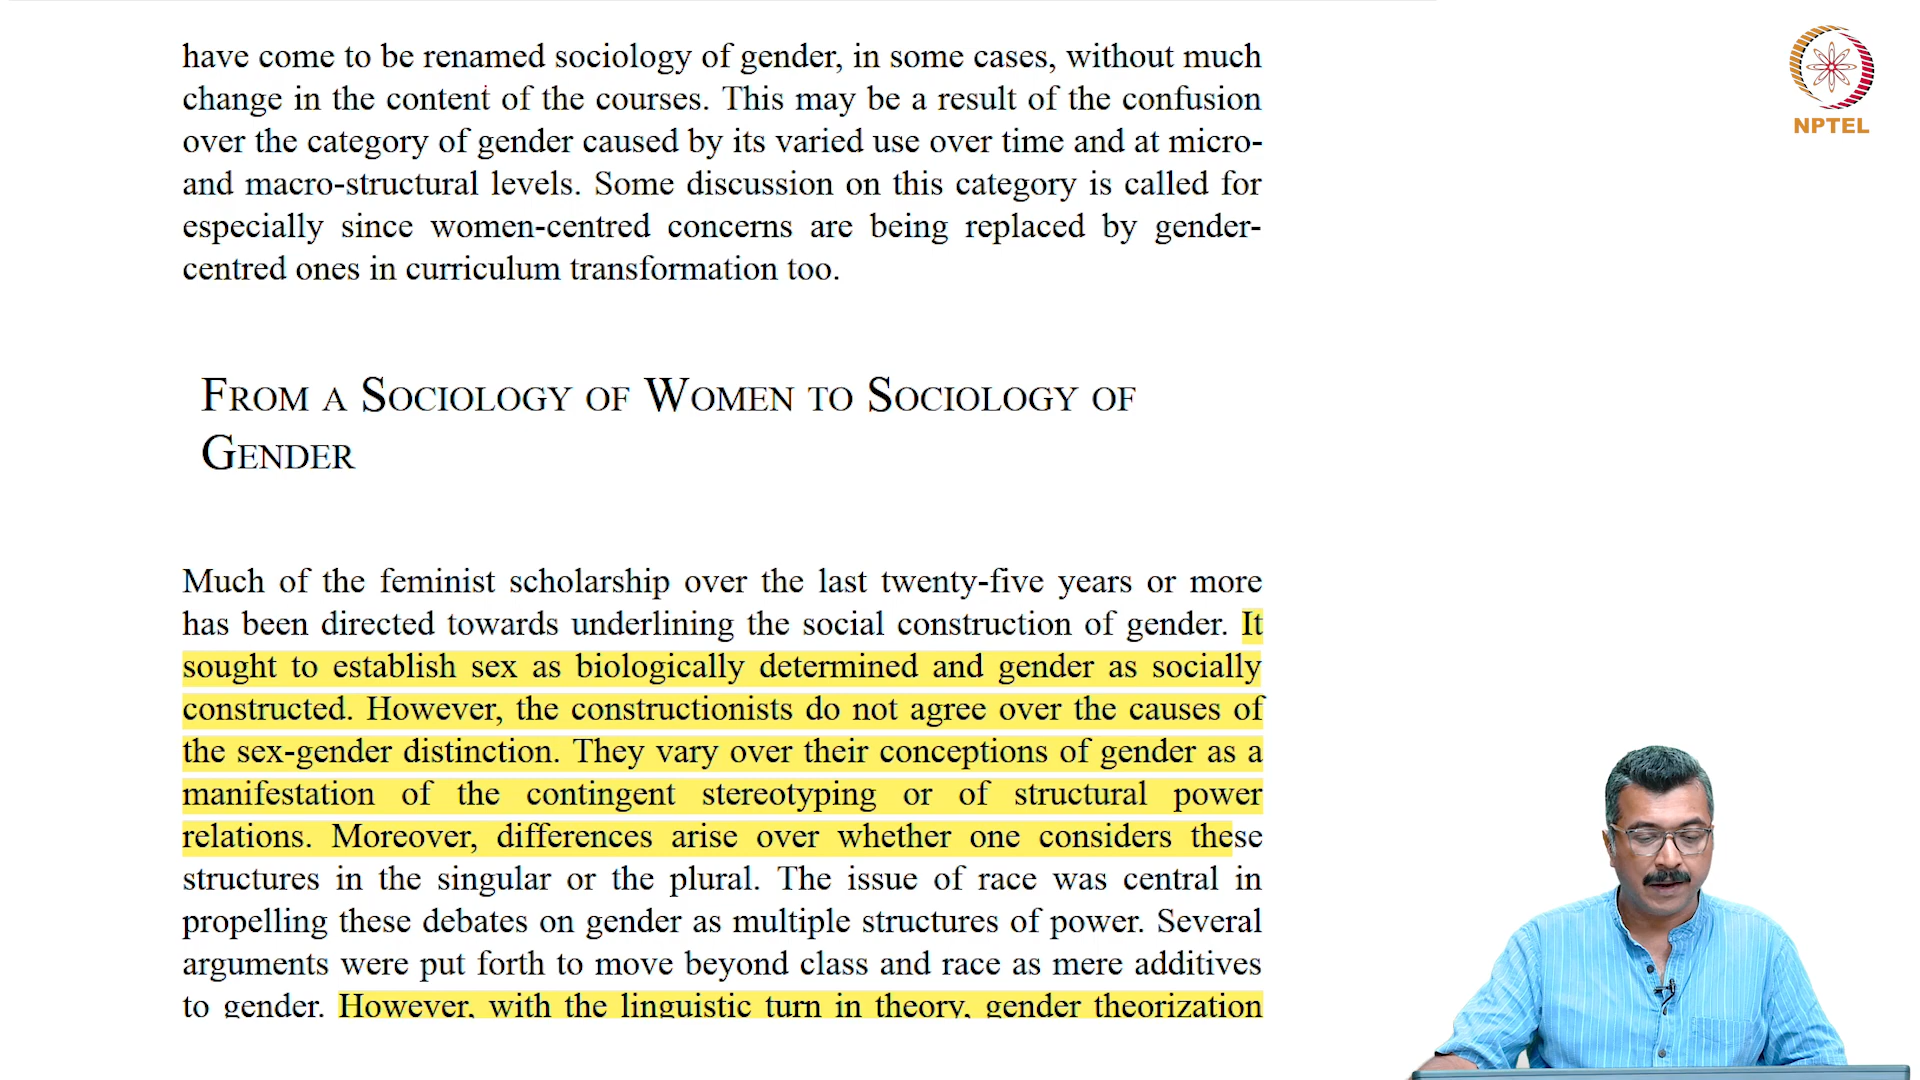 have come to be renamed sociology of gender, in some cases, without much
change in the content of the courses. This may be a result of the confusion
over the category of gender caused by its varied use over time and at micro-
and macro-structural levels. Some discussion on this category is called for
especially since women-centred concerns are being replaced by gender-
centred ones in curriculum transformation too.
FROM A SOCIOLOGY OF WOMEN TO SOCIOLOGY OF
GENDER
Much of the feminist scholarship over the last twenty-five years or more
has been directed towards underlining the social construction of gender. It
sought to establish sex as biologically determined and gender as socially
constructed. However, the constructionists do not agree over the causes of
the sex-gender distinction. They vary over their conceptions of gender as a
manifestation of the contingent stereotyping or of structural power
relations. Moreover, differences arise over whether one considers these
structures in the singular or the plural. The issue of race was central in
propelling these debates on gender as multiple structures of power. Several
arguments were put forth to move beyond class and race as mere additives
to gender. However, with the linguistic turn in theory, gender theorization
NPTEL